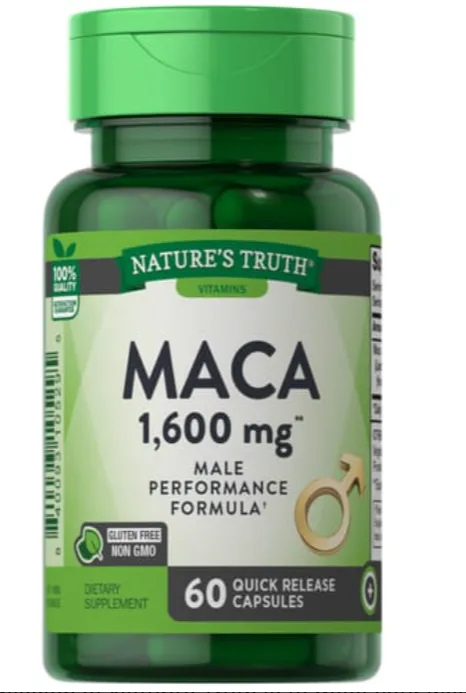 NATURE'S TRUTH®
VITAMINS
100%
QUALITY
MACA
1,600 mg**
MALE
PERFORMANCE
FORMULA†
GLUTEN FREE
NON GMO
DIETARY
SUPPLEMENT
60 QUICK RELEASE
CAPSULES